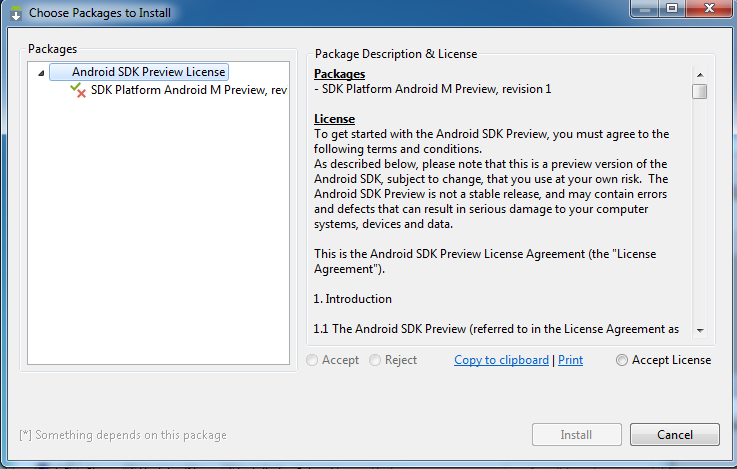 Choose Packages to Install
Packages
Android SDK Preview License
SDK Platform Android M Preview, rev
Package Description & License
Packages
- SDK Platform Android M Preview, revision 1
License
To get started with the Android SDK Preview, you must agree to the
following terms and conditions.
As described below, please note that this is a preview version of the
Android SDK, subject to change, that you use at your own risk.  The
Android SDK Preview is not a stable release, and may contain errors
and defects that can result in serious damage to your computer
systems, devices and data.
This is the Android SDK Preview License Agreement (the "License
Agreement").
1. Introduction
1.1 The Android SDK Preview (referred to in the License Agreement as
Accept Reject Copy to clipboard | Print Accept License
[*] Something depends on this package
Install Cancel